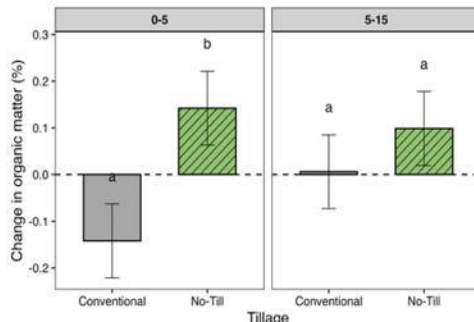 0-5
5-15
Change in organic matter (%)
0.3
0.2
0.1
0.0
-0.1
-0.2
a
b
a
a
Conventional
No-Till
Conventional
No-Till
Tillage